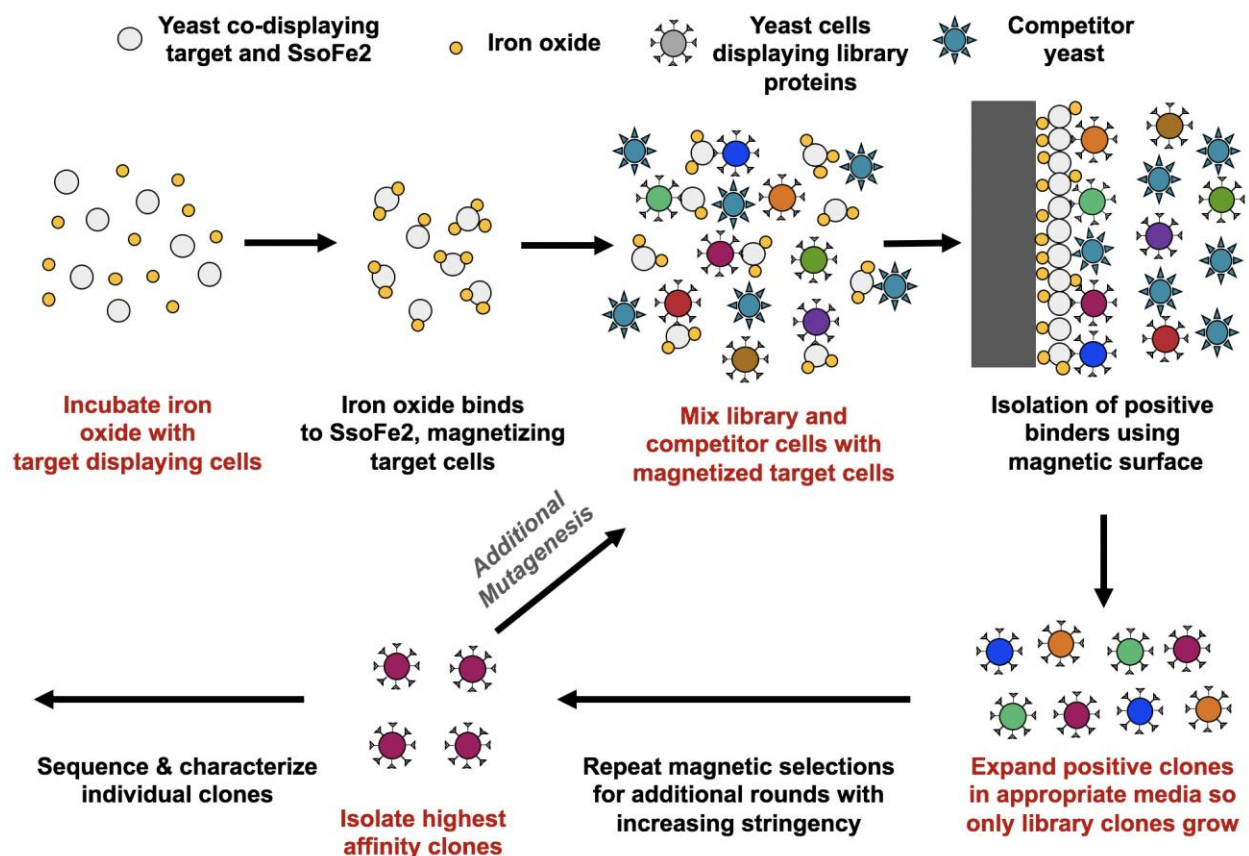 Yeast co-displaying
target and SsoFe2
Iron oxide
Yeast cells
displaying library
proteins
Competitor
yeast
Incubate iron
oxide with
target displaying cells
Iron oxide binds
to SsoFe2, magnetizing
target cells
Mix library and
competitor cells with
magnetized target cells
Isolation of positive
binders using
magnetic surface
Additional
Mutagenesis
Sequence & characterize
individual clones
Isolate highest
affinity clones
Repeat magnetic selections
for additional rounds with
increasing stringency
Expand positive clones
in appropriate media so
only library clones grow